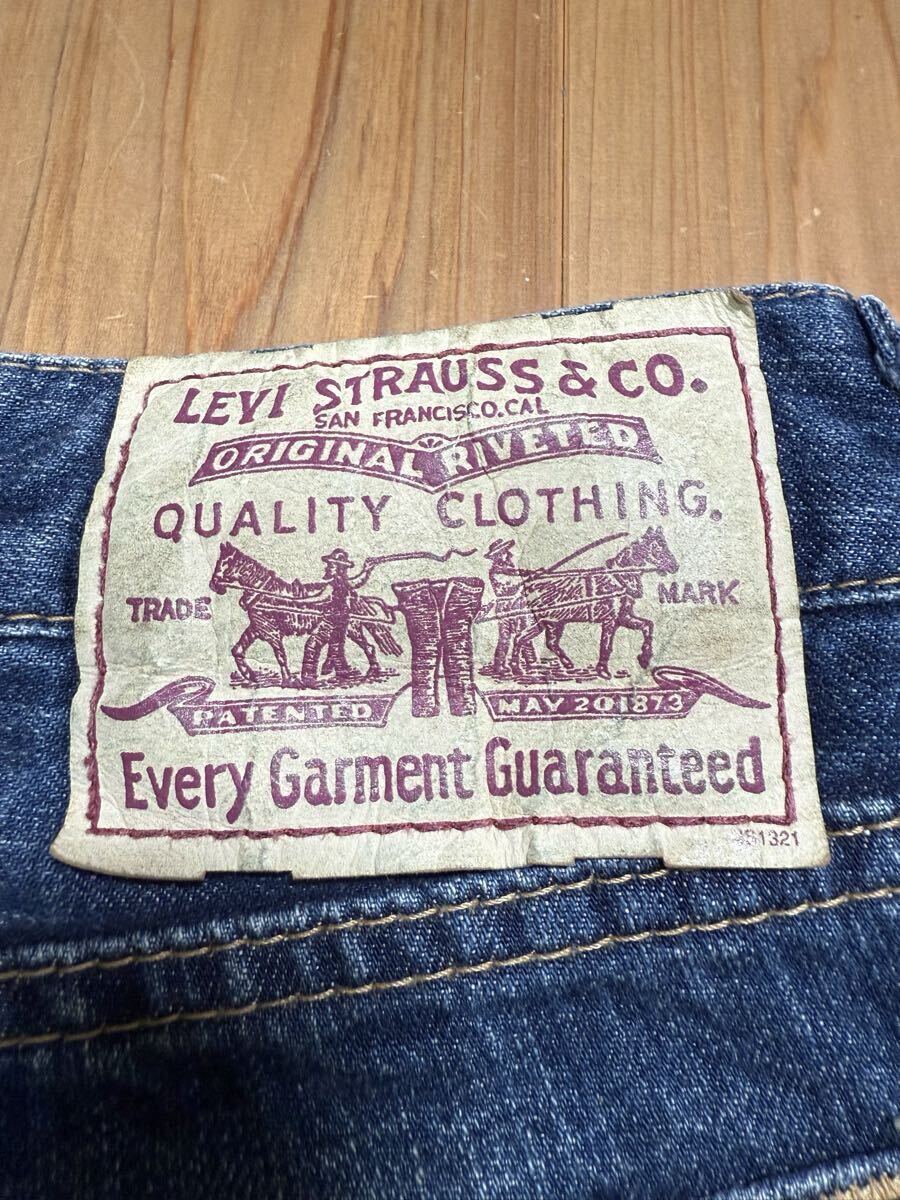 LEVI STRAUSS & CO.
SAN FRANCISCO.CAL
ORIGINAL RIVETED
QUALITY CLOTHING.
TRADE MARK
PATENTED MAY 20 1873
Every Garment Guaranteed